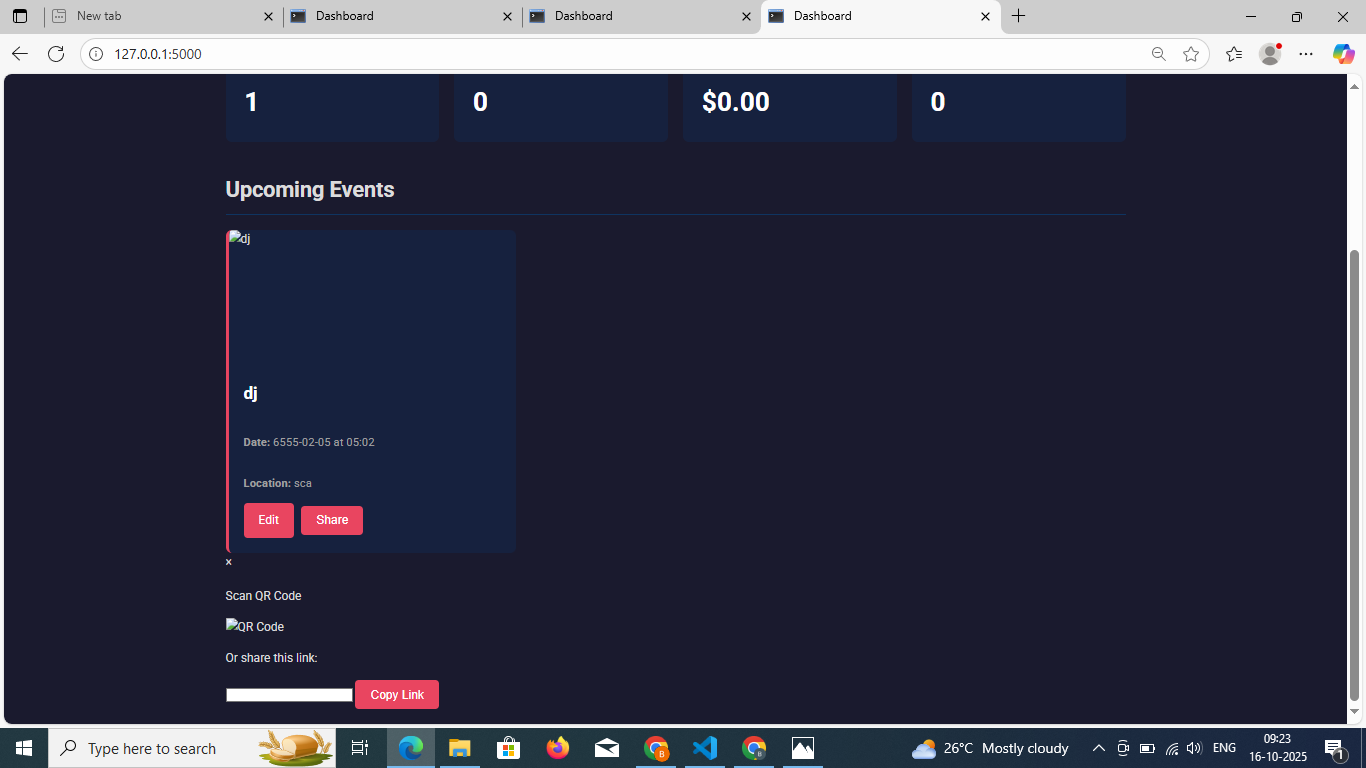 New tab
Dashboard
Dashboard
Dashboard
127.0.0.1:5000
1
0
$0.00
0
Upcoming Events
dj
dj
Date: 6555-02-05 at 05:02
Location: sca
Edit
Share
×
Scan QR Code
QR Code
Or share this link:
Copy Link
Type here to search
B
B
26°C Mostly cloudy
ENG
09:23
16-10-2025
1